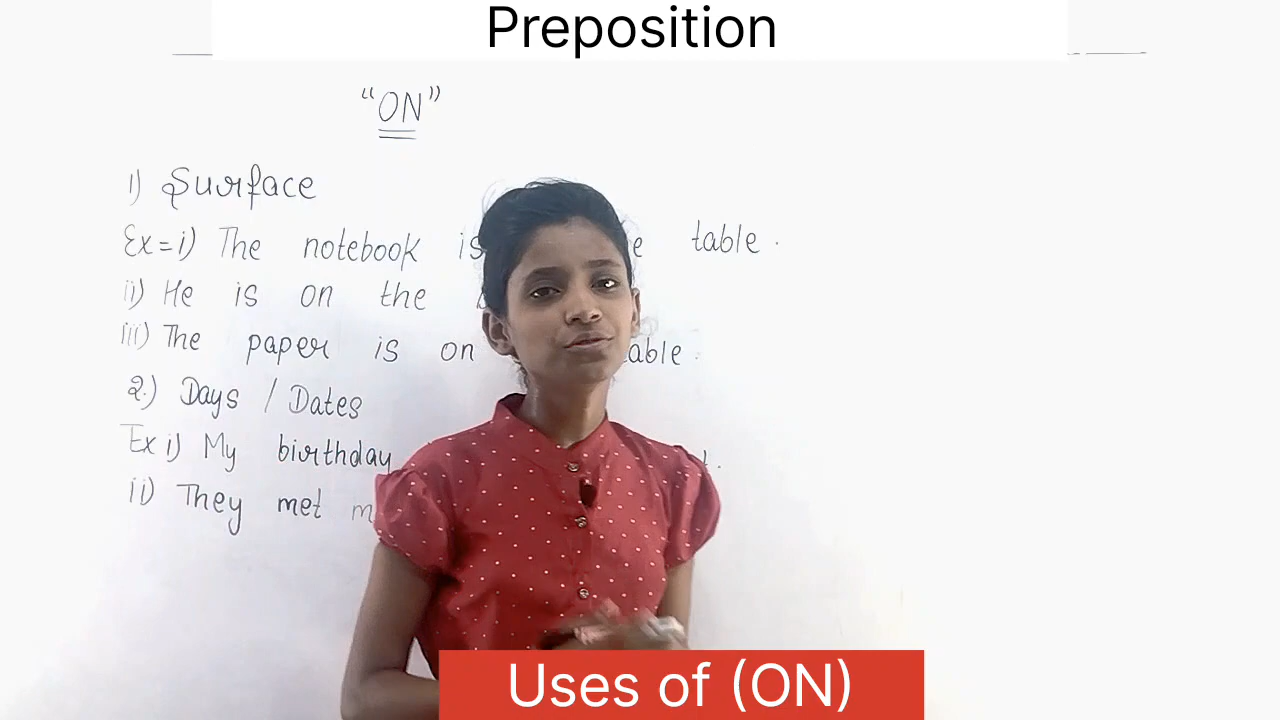 Preposition
“ON”
1) Surface
Ex=i) The notebook is table.
ii) He is on the
iii) The paper is on
2.) Days / Dates
Ex i) My birthday
ii) They met
Uses of (ON)